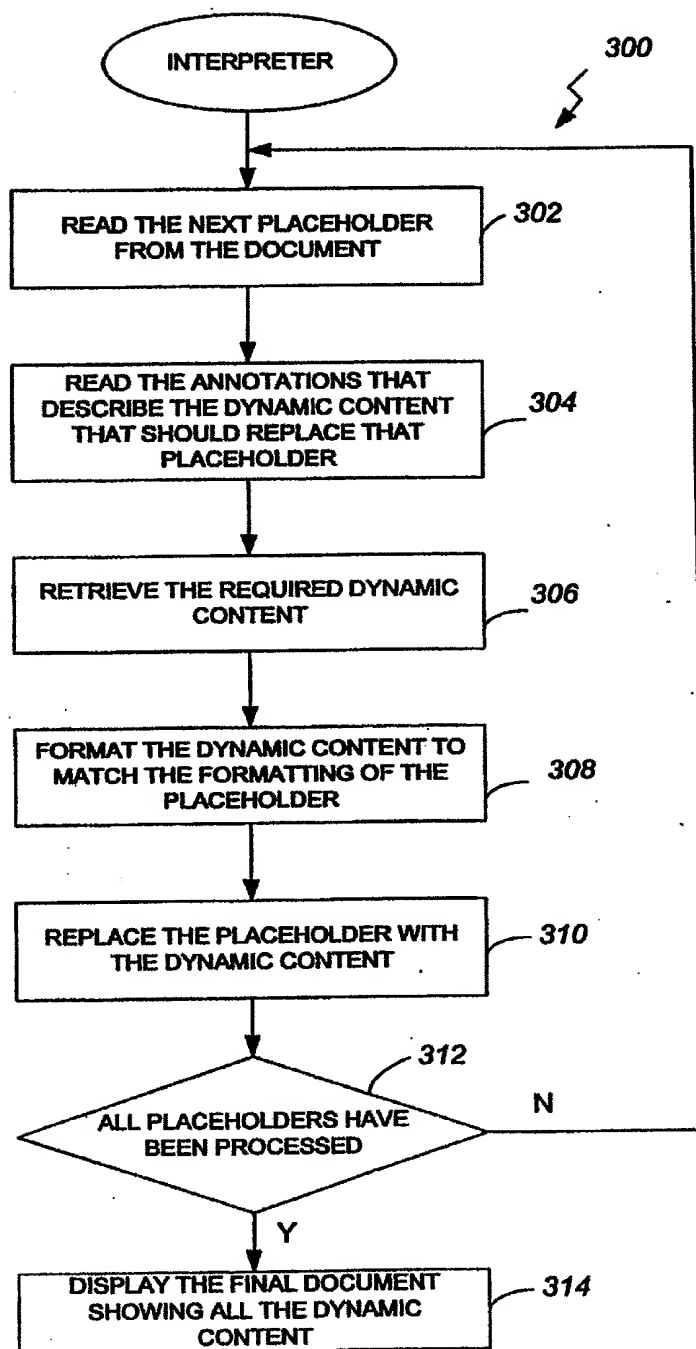 INTERPRETER
300
READ THE NEXT PLACEHOLDER
FROM THE DOCUMENT
302
READ THE ANNOTATIONS THAT
DESCRIBE THE DYNAMIC CONTENT
THAT SHOULD REPLACE THAT
PLACEHOLDER
304
RETRIEVE THE REQUIRED DYNAMIC
CONTENT
306
FORMAT THE DYNAMIC CONTENT TO
MATCH THE FORMATTING OF THE
PLACEHOLDER
308
REPLACE THE PLACEHOLDER WITH
THE DYNAMIC CONTENT
310
312
ALL PLACEHOLDERS HAVE
BEEN PROCESSED
N
Y
DISPLAY THE FINAL DOCUMENT
SHOWING ALL THE DYNAMIC
CONTENT
314